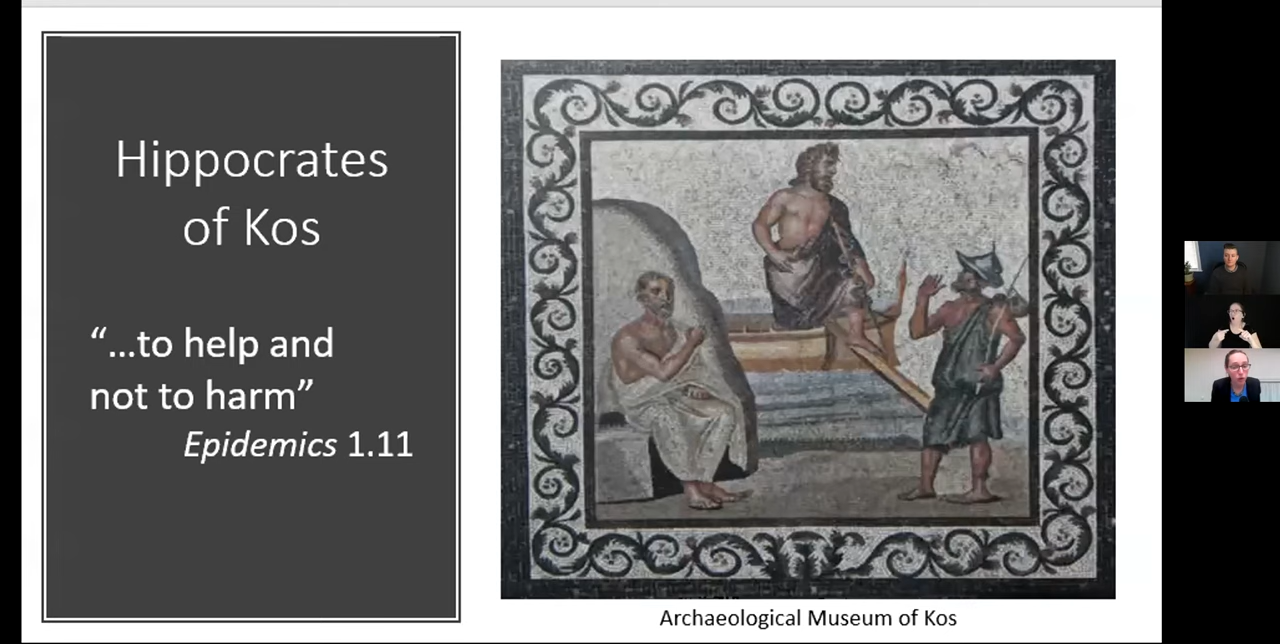 Hippocrates
of Kos
“...to help and
not to harm”
Epidemics 1.11
Archaeological Museum of Kos